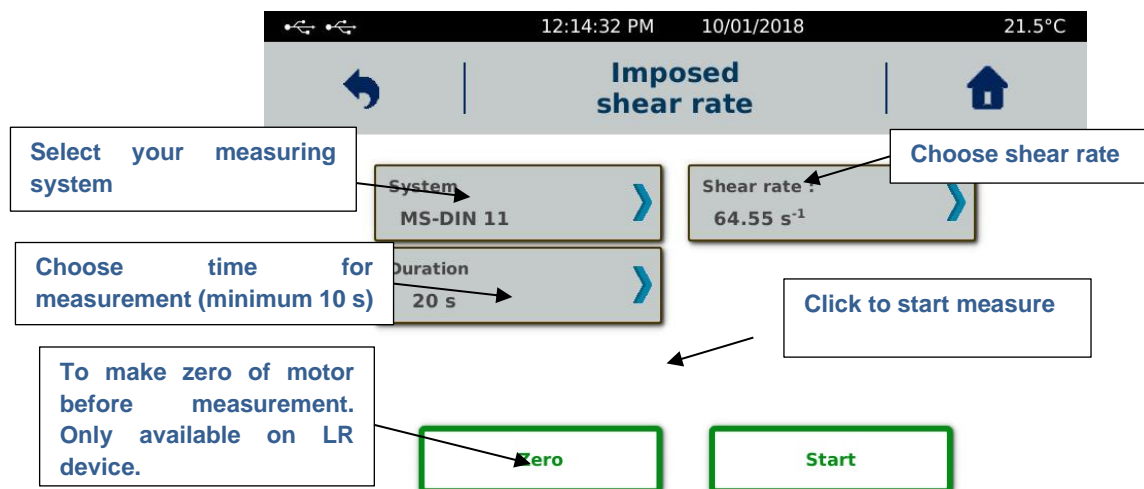 12:14:32 PM 10/01/2018 21.5°C
Imposed
shear rate
Select your measuring
system
Choose shear rate
System
MS-DIN 11
Shear rate :
64.55 s⁻¹
Choose time for
measurement (minimum 10 s)
Duration
20 s
Click to start measure
To make zero of motor
before measurement.
Only available on LR
device.
Zero
Start